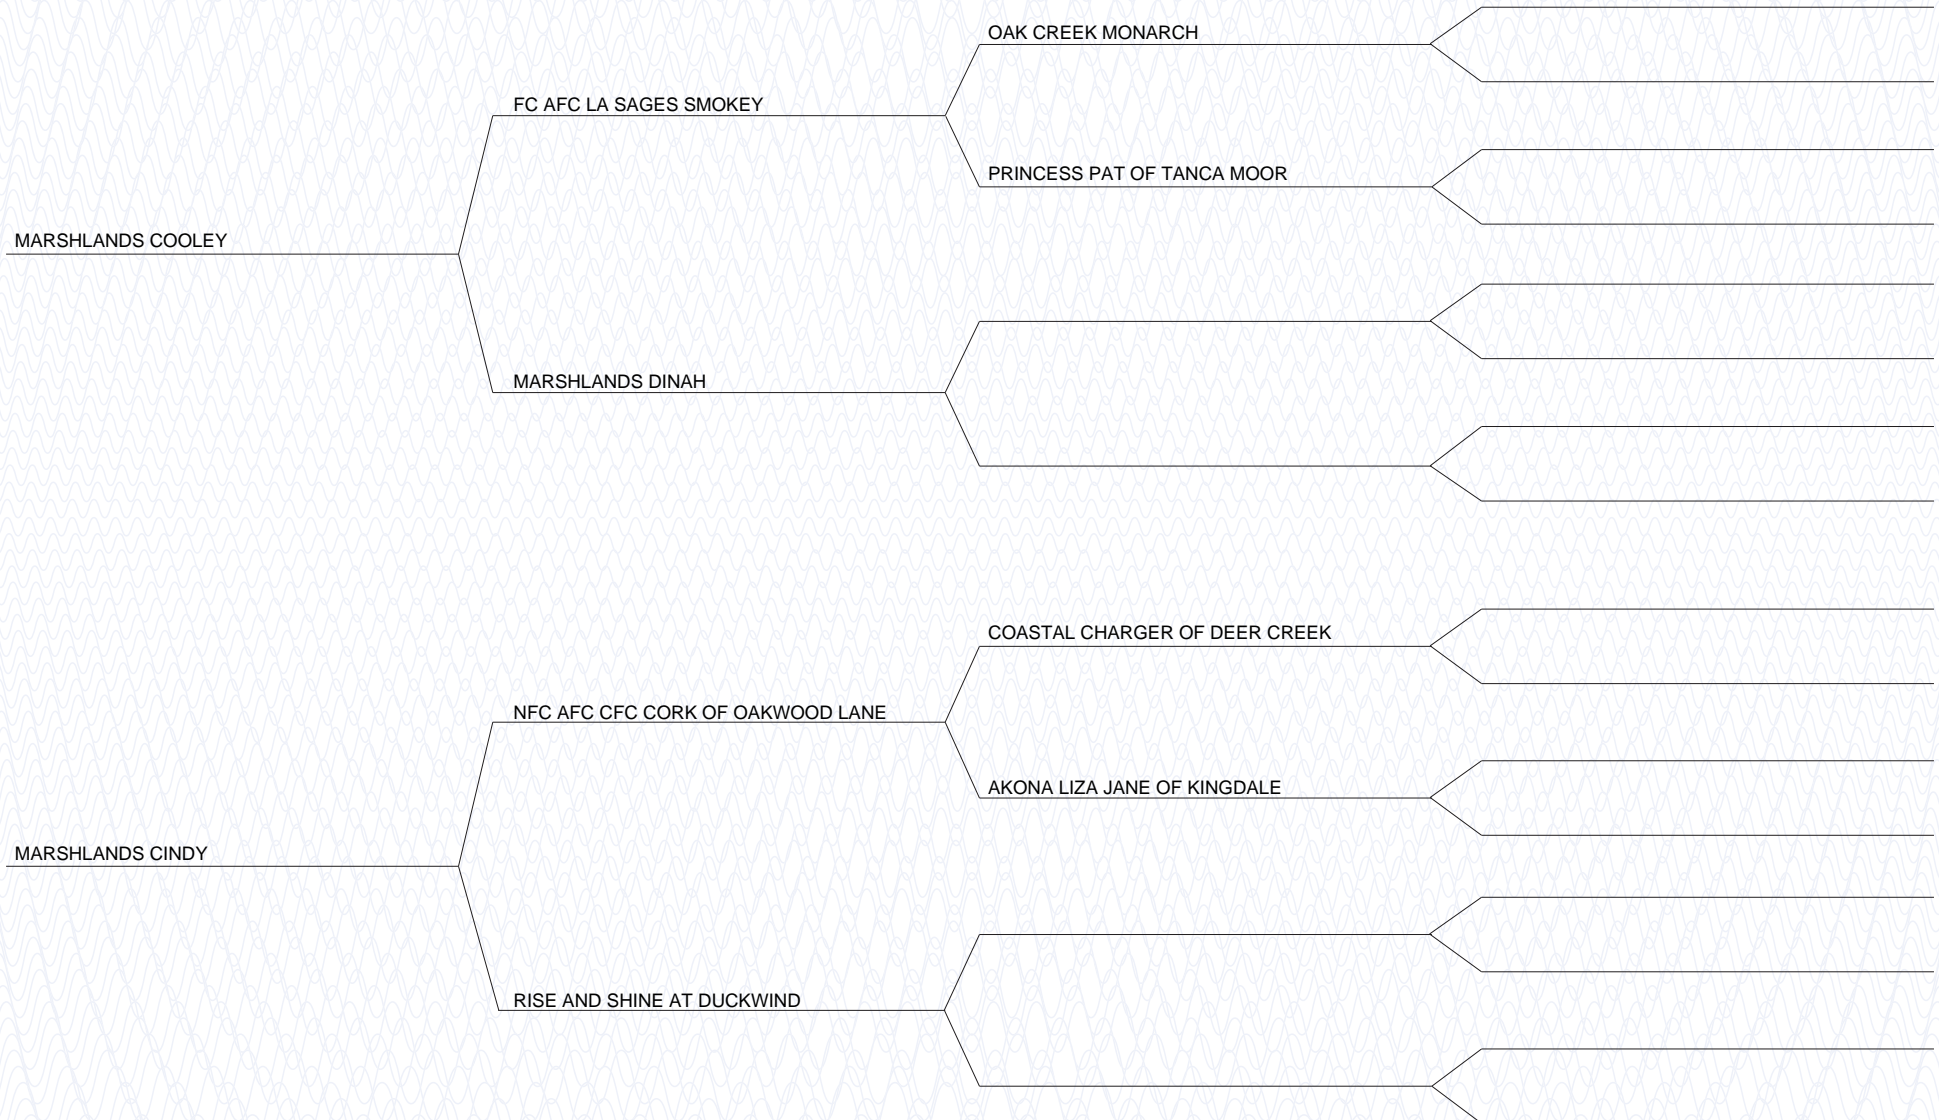 OAK CREEK MONARCH
FC AFC LA SAGES SMOKEY
PRINCESS PAT OF TANCA MOOR
MARSHLANDS COOLEY
MARSHLANDS DINAH
COASTAL CHARGER OF DEER CREEK
NFC AFC CFC CORK OF OAKWOOD LANE
AKONA LIZA JANE OF KINGDALE
MARSHLANDS CINDY
RISE AND SHINE AT DUCKWIND